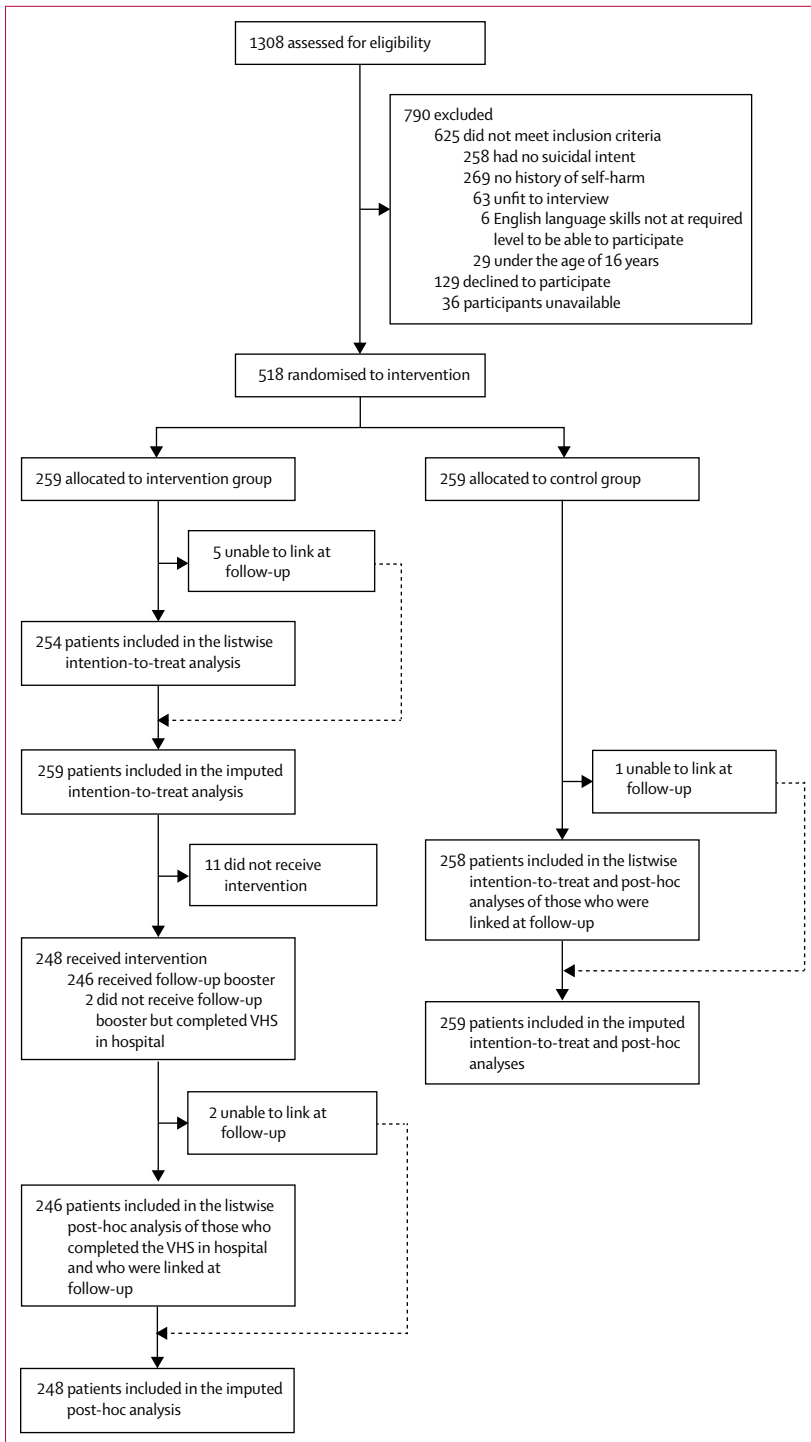 1308 assessed for eligibility
790 excluded
625 did not meet inclusion criteria
258 had no suicidal intent
269 no history of self-harm
63 unfit to interview
6 English language skills not at required
level to be able to participate
29 under the age of 16 years
129 declined to participate
36 participants unavailable
518 randomised to intervention
259 allocated to intervention group
259 allocated to control group
5 unable to link at
follow-up
254 patients included in the listwise
intention-to-treat analysis
259 patients included in the imputed
intention-to-treat analysis
1 unable to link at
follow-up
11 did not receive
intervention
258 patients included in the listwise
intention-to-treat and post-hoc
analyses of those who were
linked at follow-up
248 received intervention
246 received follow-up booster
2 did not receive follow-up
booster but completed VHS
in hospital
259 patients included in the imputed
intention-to-treat and post-hoc
analyses
2 unable to link at
follow-up
246 patients included in the listwise
post-hoc analysis of those who
completed the VHS in hospital
and who were linked at
follow-up
248 patients included in the imputed
post-hoc analysis